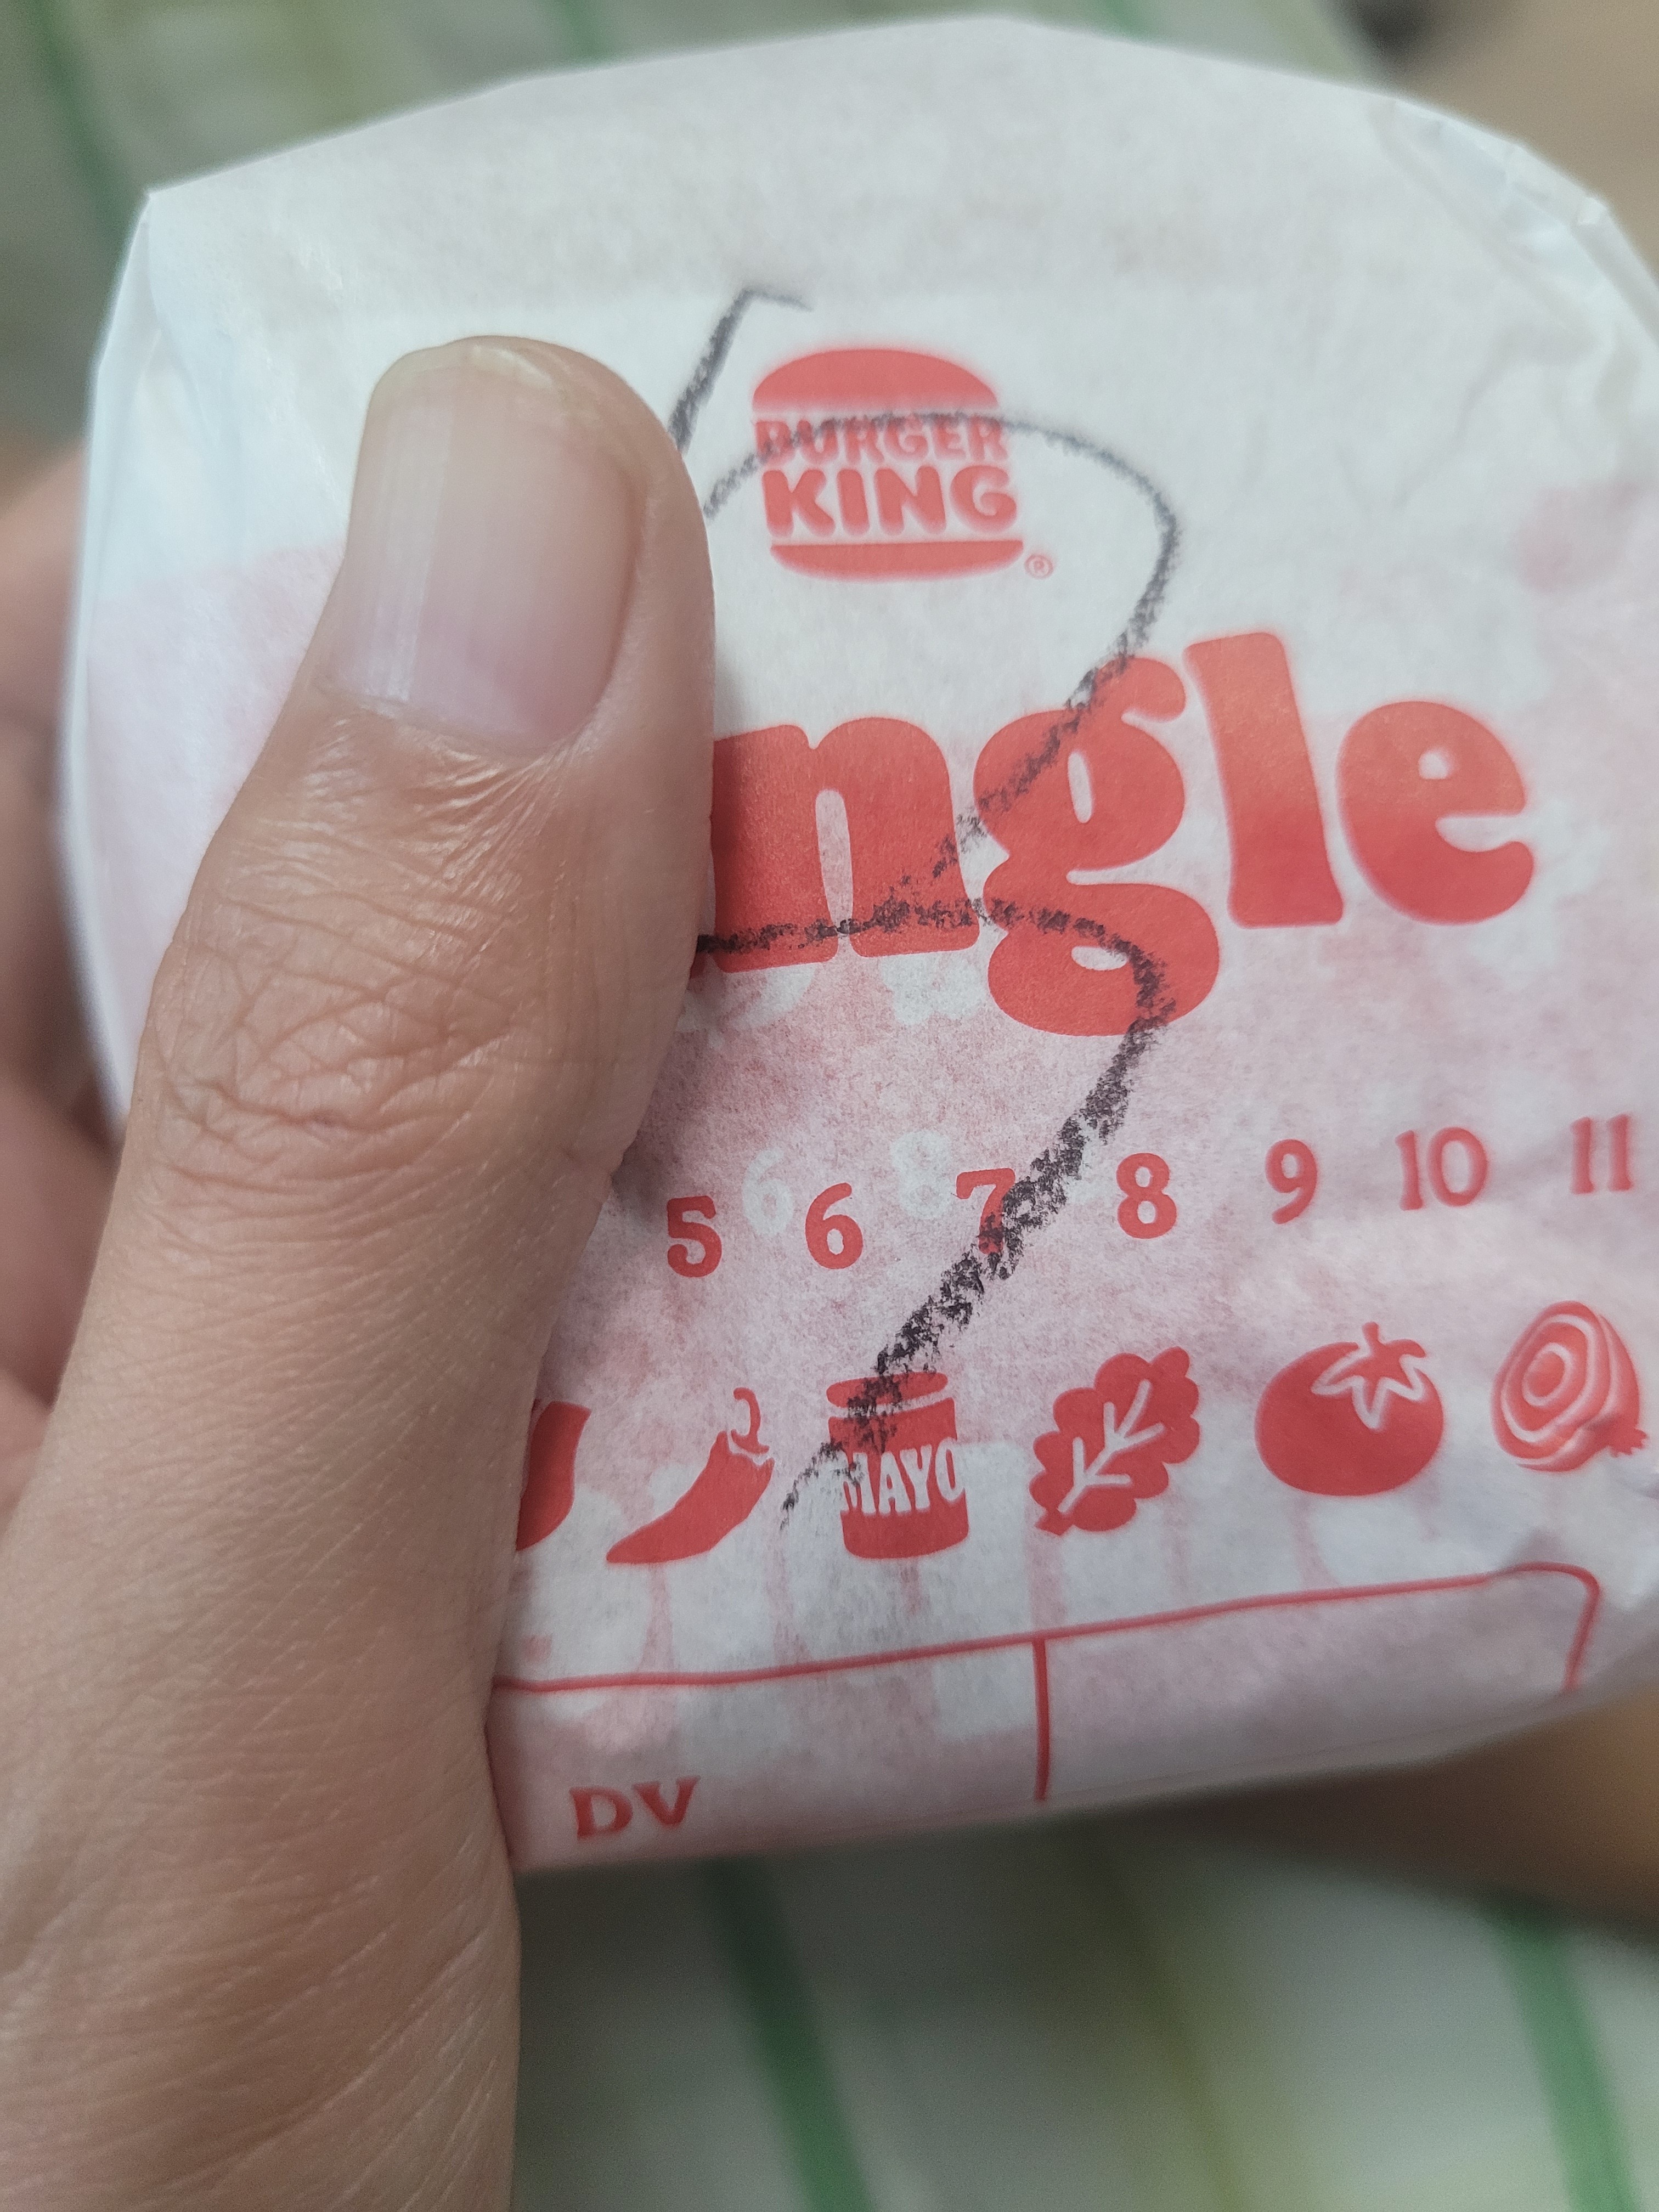 BURGER
KING
®
ngle
5 6 7 8 9 10 11
MAYO
DV